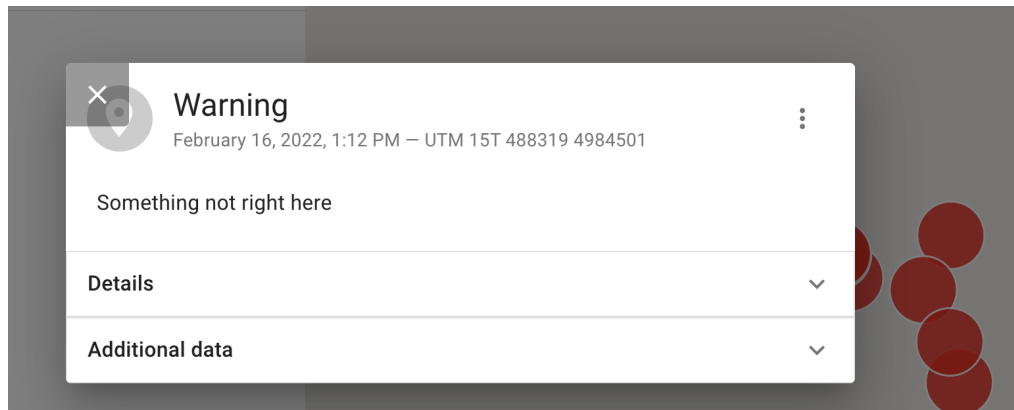 Warning
February 16, 2022, 1:12 PM — UTM 15T 488319 4984501
Something not right here
Details
Additional data